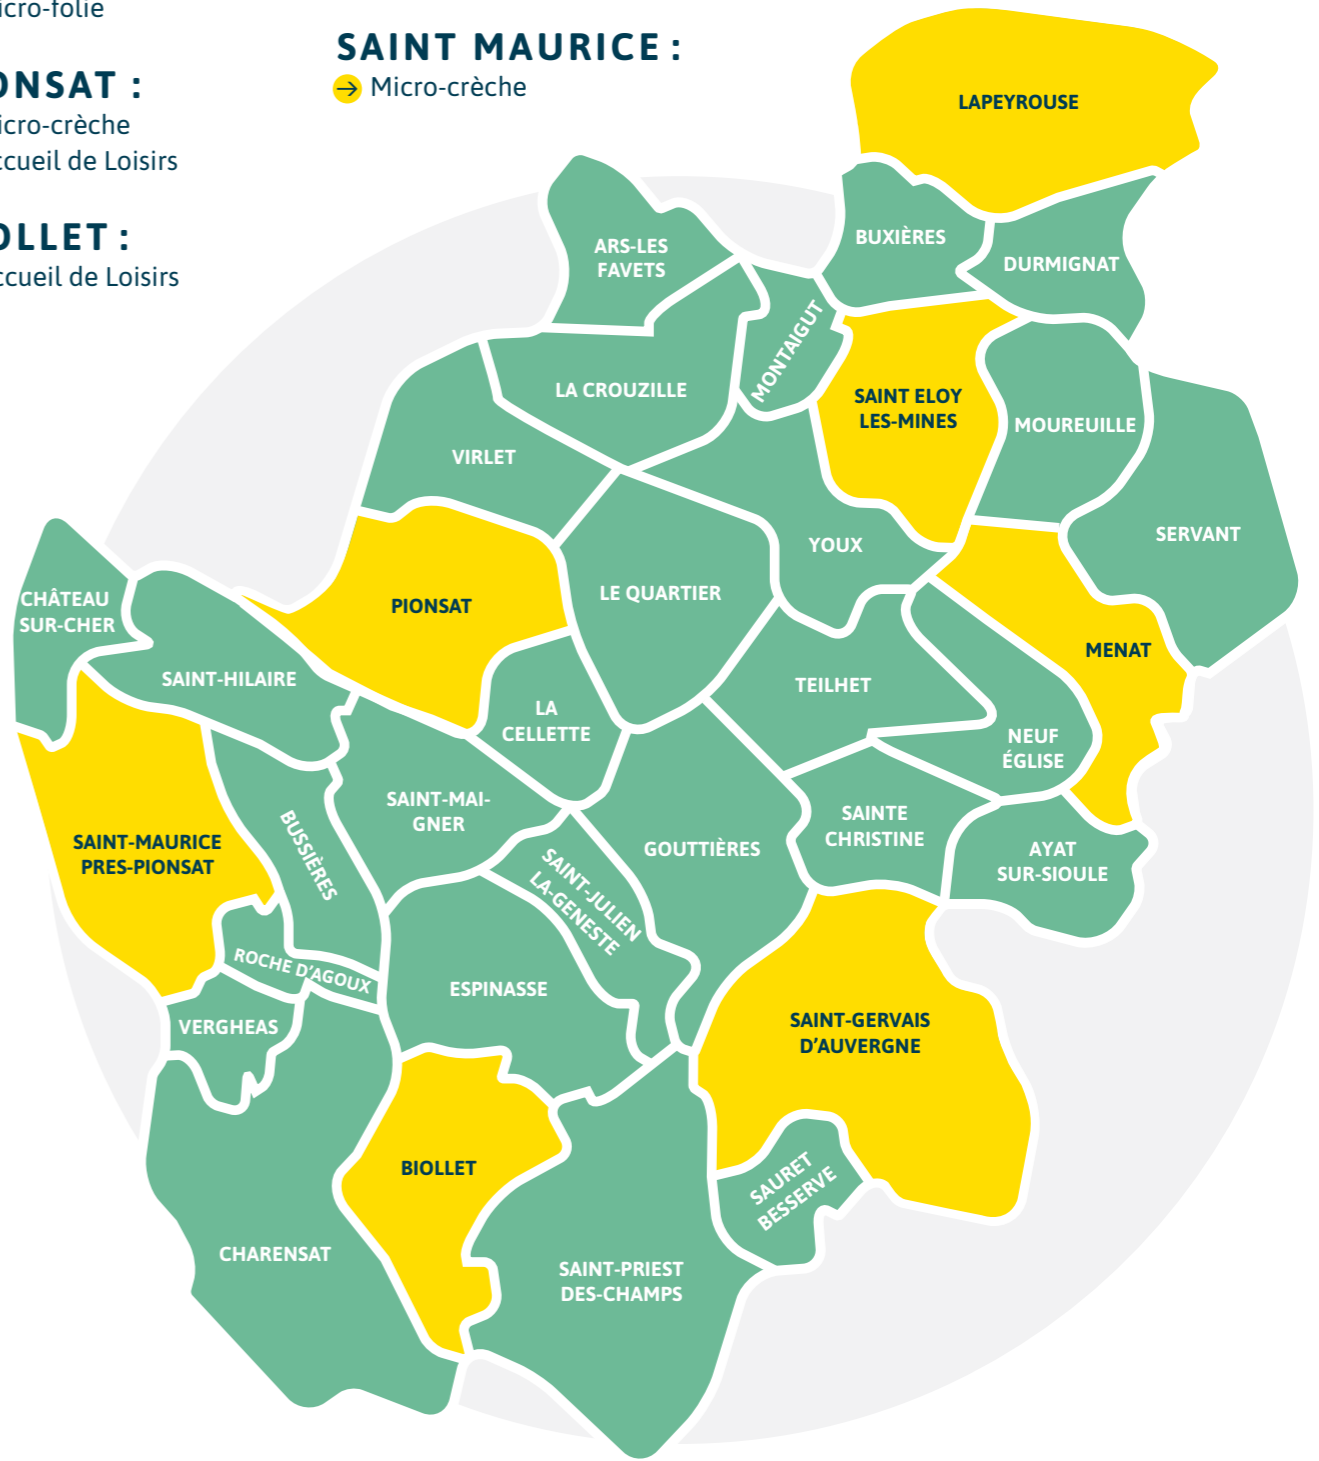 icro-folie
ONSAT :
icro-crèche
ccueil de Loisirs
OLLET :
ccueil de Loisirs
SAINT MAURICE :
→ Micro-crèche
LAPEYROUSE
BUXIÈRES
ARS-LES
FAVETS
DURMIGNAT
MONTAIGUT
LA CROUZILLE
SAINT ELOY
LES-MINES
MOUREUILLE
VIRLET
SERVANT
YOUX
LE QUARTIER
CHÂTEAU
SUR-CHER
PIONSAT
MENAT
SAINT-HILAIRE
TEILHET
LA
CELLETTE
NEUF
ÉGLISE
SAINT-MAI-
GNER
SAINTE
CHRISTINE
SAINT-MAURICE
PRES-PIONSAT
BUSSIÈRES
GOUTTIÈRES
AYAT
SUR-SIOULE
SAINT-JULIEN
LA-GENESTE
ROCHE D'AGOUX
ESPINASSE
VERGHEAS
SAINT-GERVAIS
D'AUVERGNE
BIOLLET
SAURET
BESSERVE
CHARENSAT
SAINT-PRIEST
DES-CHAMPS